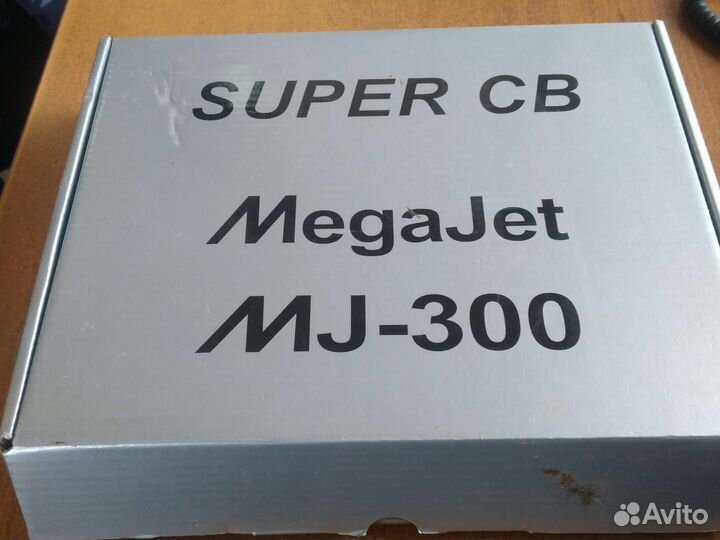 SUPER CB
MegaJet
MJ-300
Avito